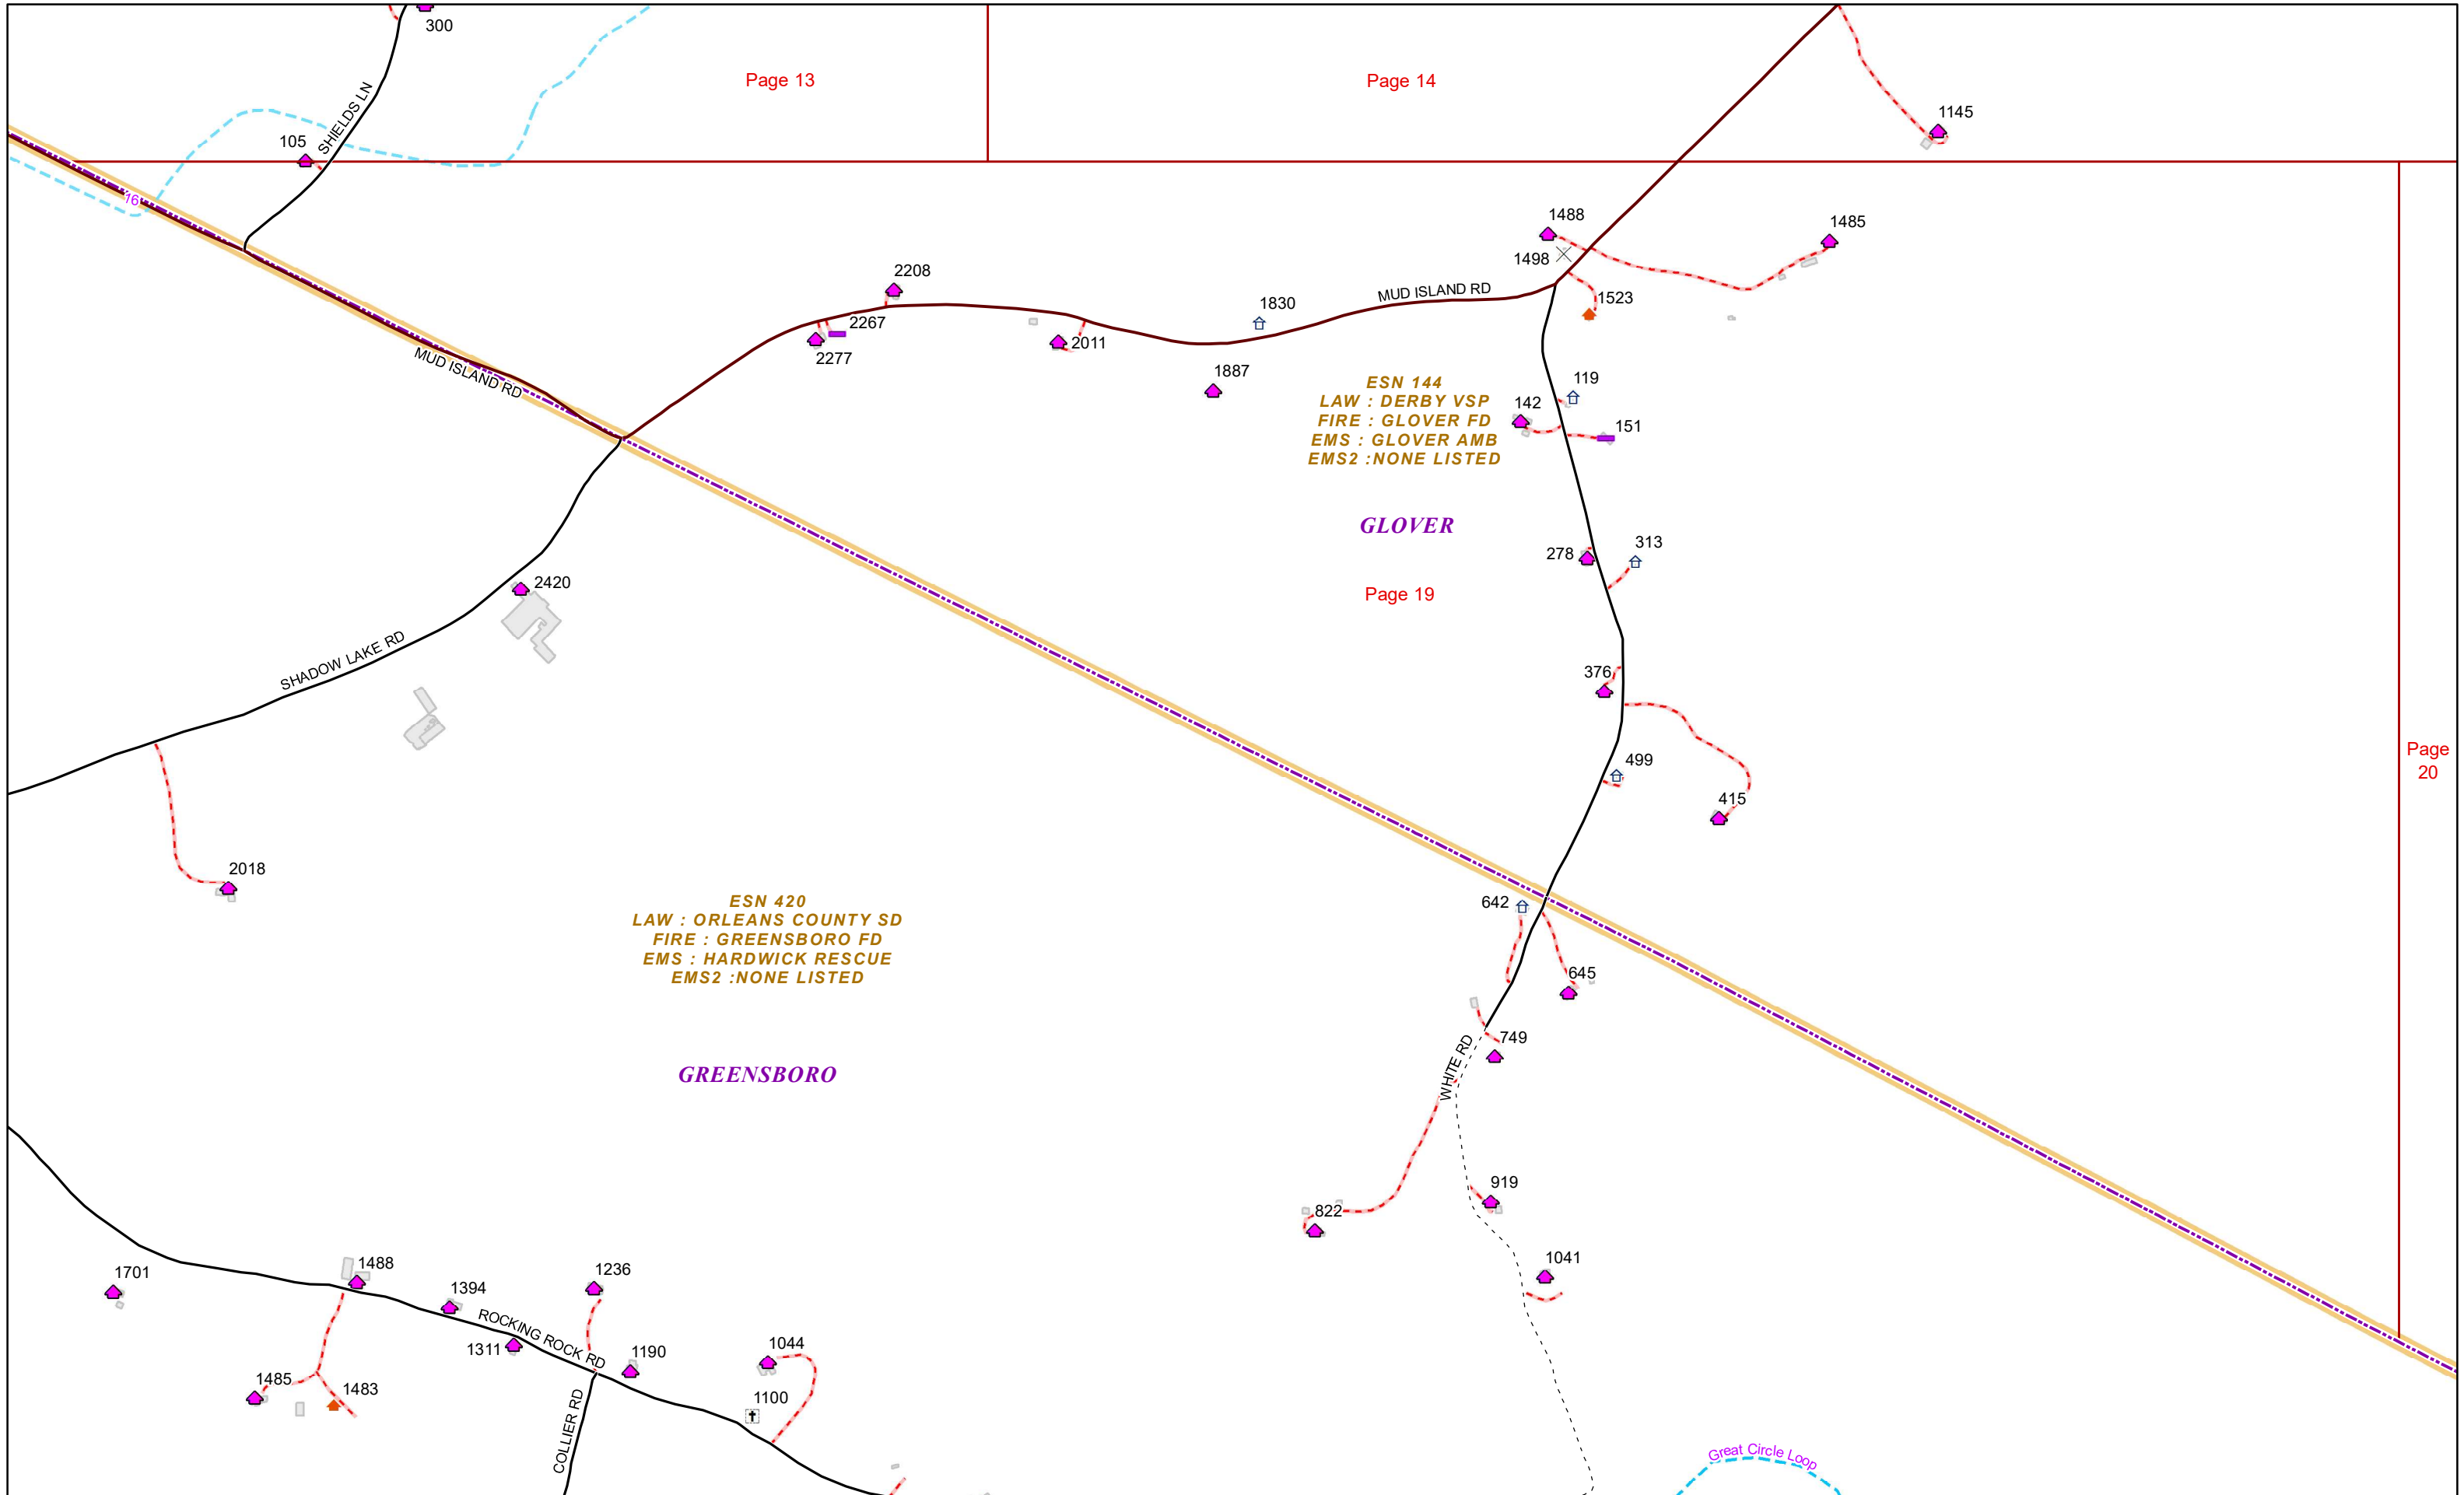 300
Page 13
Page 14
SHIELDS LN
105
1145
16
1488
1485
1498
2208
MUD ISLAND RD
1830
1523
2267
2277
2011
MUD ISLAND RD
1887
ESN 144
LAW : DERBY VSP
FIRE : GLOVER FD
EMS : GLOVER AMB
EMS2 :NONE LISTED
119
142
151
GLOVER
278
313
2420
Page 19
SHADOW LAKE RD
376
499
Page
20
415
2018
ESN 420
LAW : ORLEANS COUNTY SD
FIRE : GREENSBORO FD
EMS : HARDWICK RESCUE
EMS2 :NONE LISTED
642
645
749
WHITE RD
GREENSBORO
919
822
1041
1701
1488
1394
1236
ROCKING ROCK RD
1311
1190
1044
1485
1483
1100
COLLIER RD
Great Circle Loop